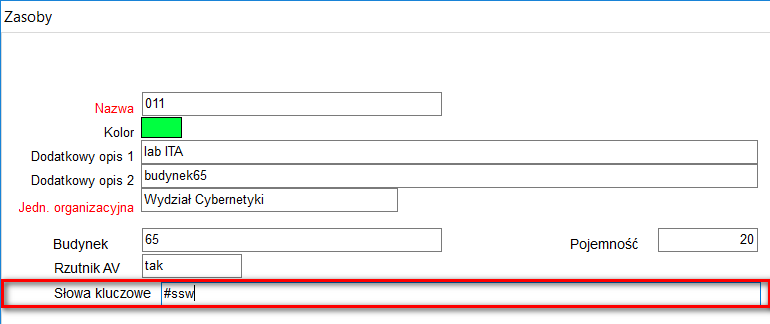 Zasoby
Nazwa 011
Kolor
Dodatkowy opis 1 lab ITA
Dodatkowy opis 2 budynek65
Jedn. organizacyjna Wydział Cybernetyki
Budynek 65 Pojemność 20
Rzutnik AV tak
Słowa kluczowe #ssw